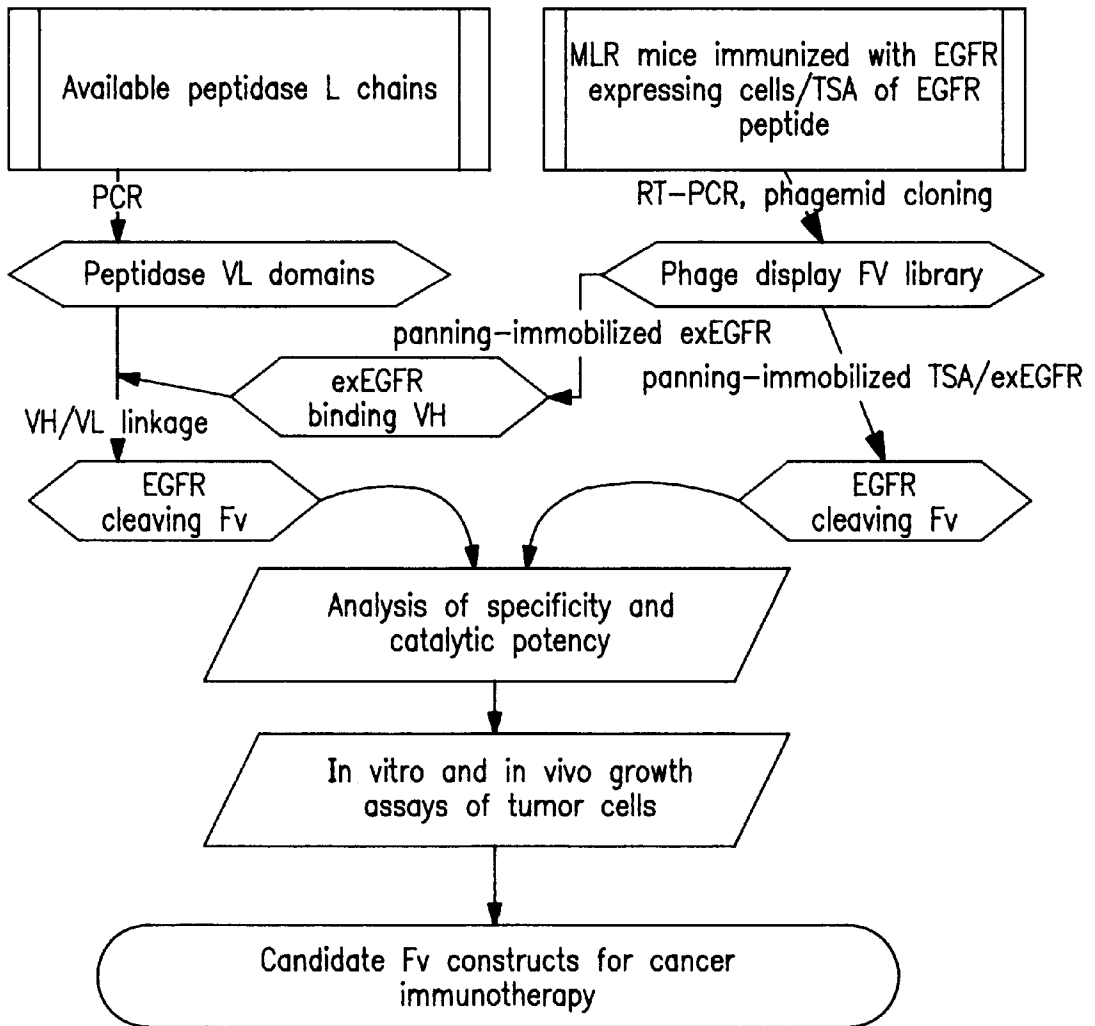 Available peptidase L chains
MLR mice immunized with EGFR
expressing cells/TSA of EGFR
peptide
PCR
RT-PCR, phagemid cloning
Peptidase VL domains
Phage display FV library
panning-immobilized exEGFR
panning-immobilized TSA/exEGFR
exEGFR
binding VH
VH/VL linkage
EGFR
cleaving Fv
EGFR
cleaving Fv
Analysis of specificity and
catalytic potency
In vitro and in vivo growth
assays of tumor cells
Candidate Fv constructs for cancer
immunotherapy